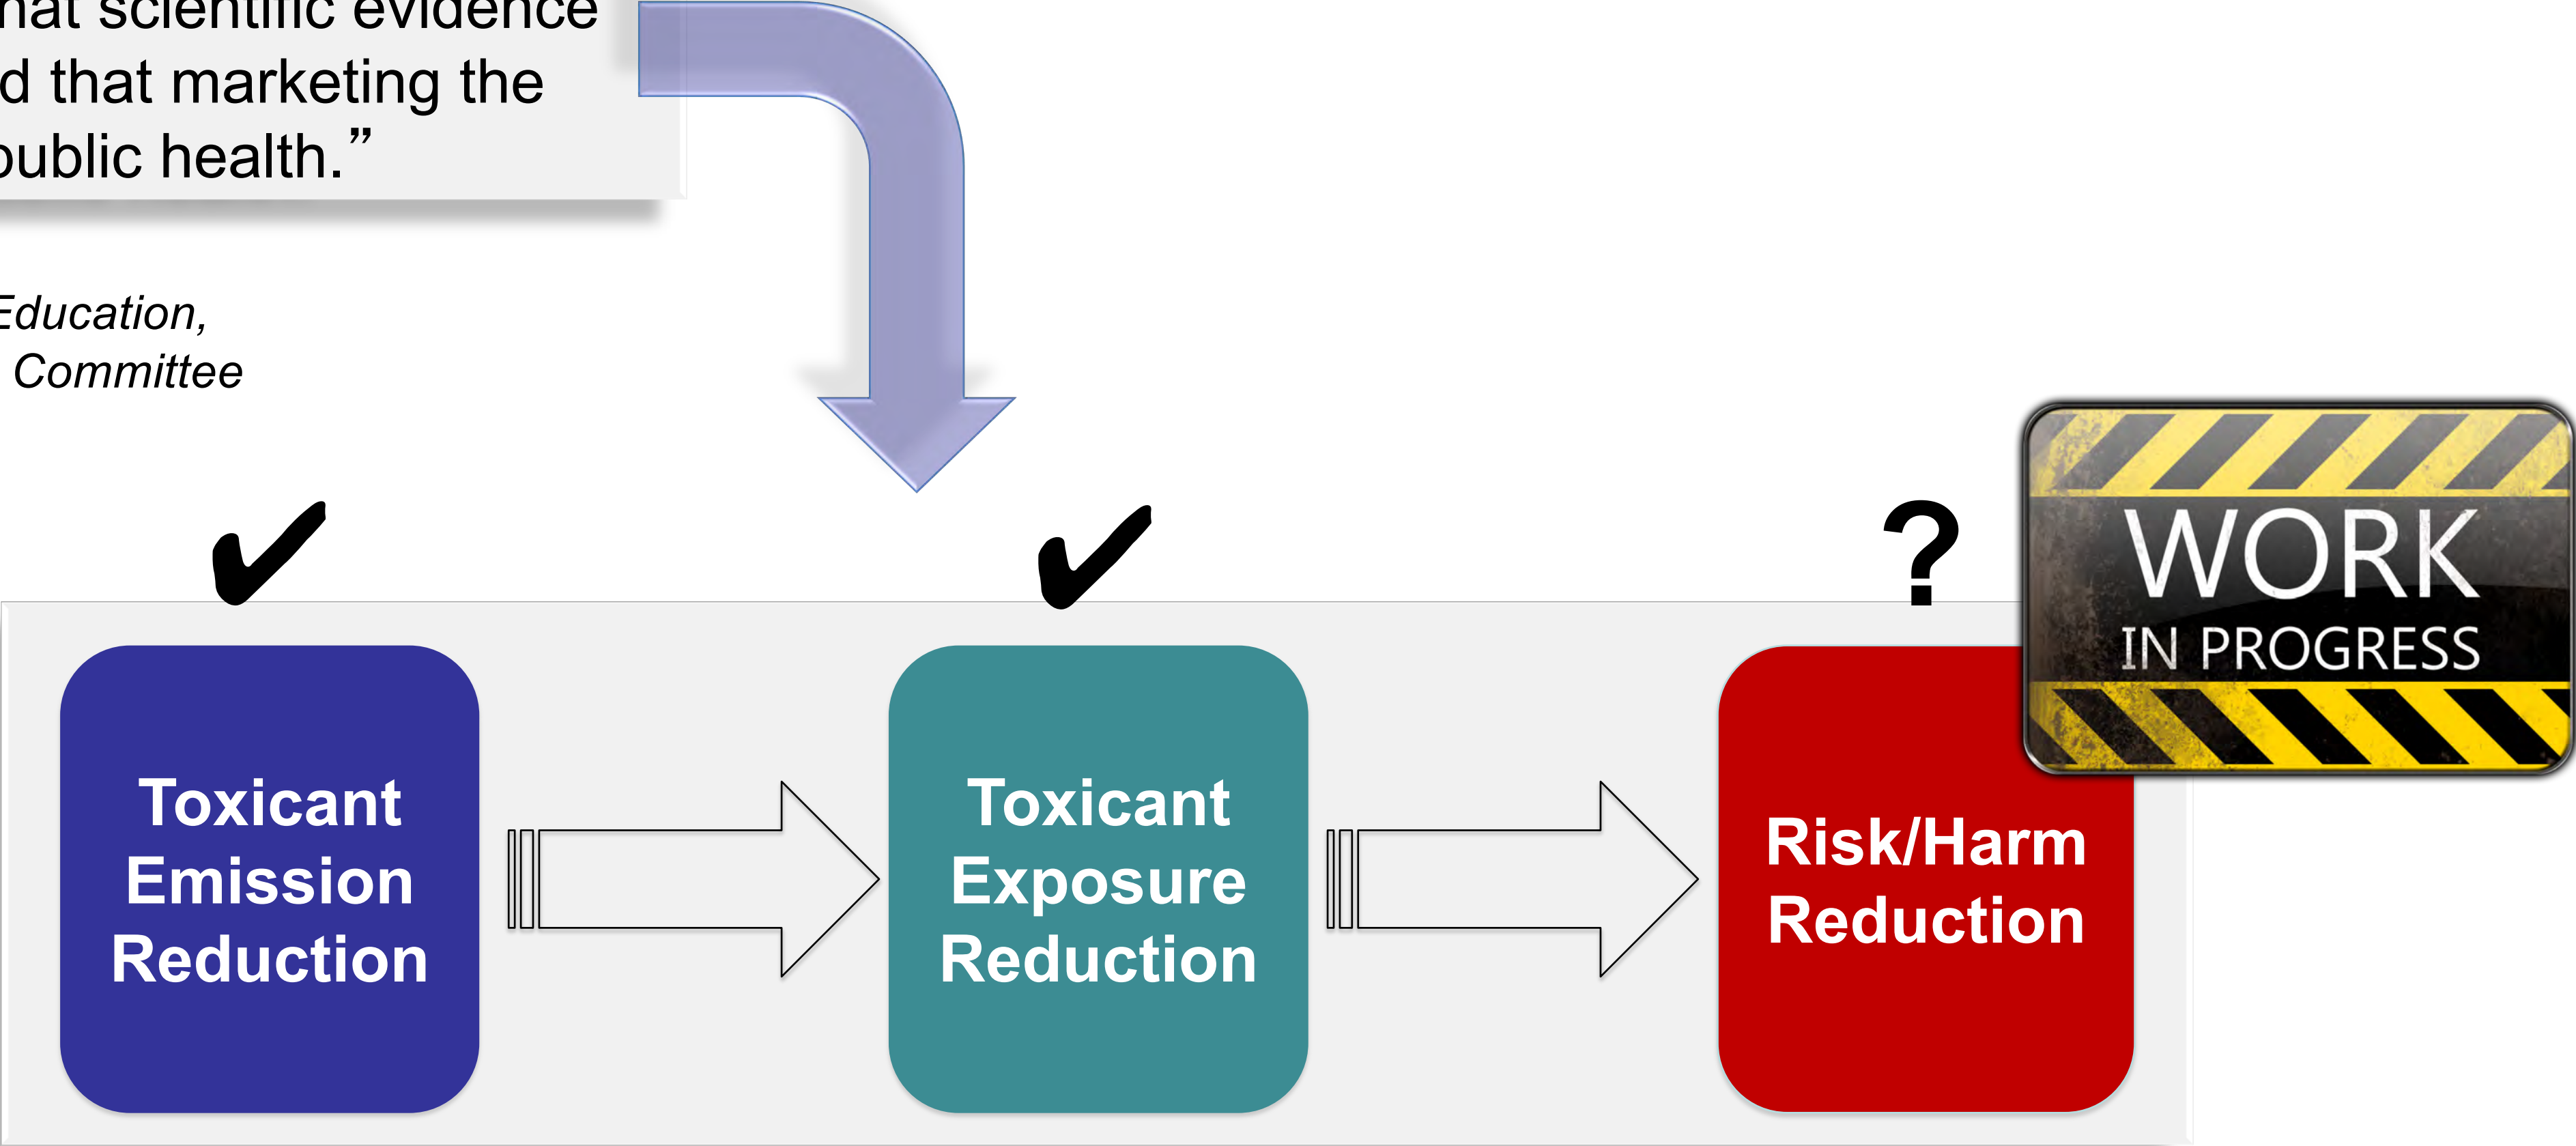 that scientific evidence
d that marketing the
public health.”
Education,
Committee
✔ ✔ ?
WORK
IN PROGRESS
Toxicant
Emission
Reduction
Toxicant
Exposure
Reduction
Risk/Harm
Reduction